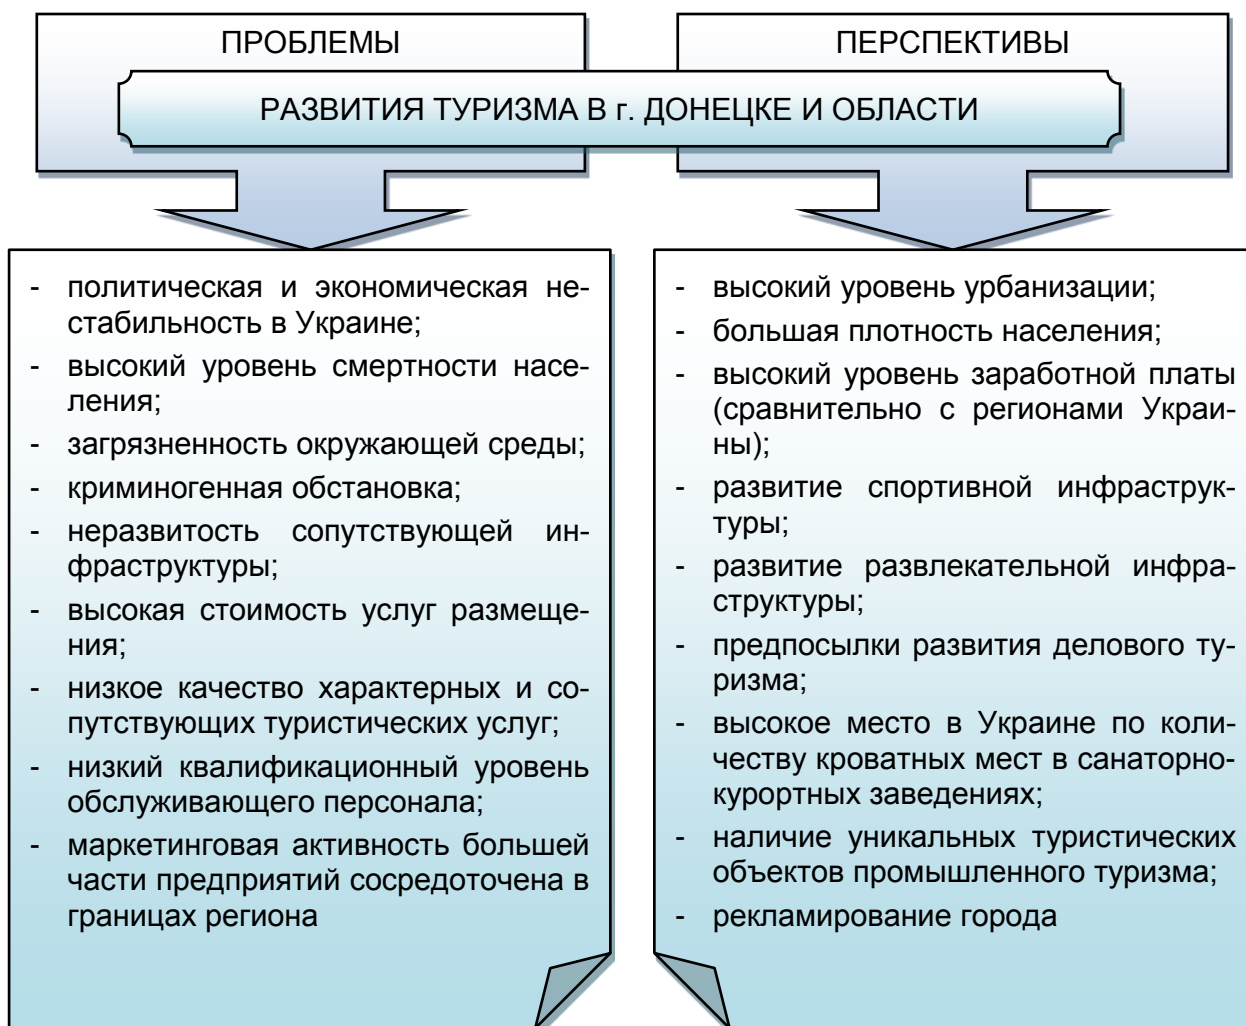 ПРОБЛЕМЫ
ПЕРСПЕКТИВЫ
РАЗВИТИЯ ТУРИЗМА В г. ДОНЕЦКЕ И ОБЛАСТИ
- политическая и экономическая не-
стабильность в Украине;
- высокий уровень смертности насе-
ления;
- загрязненность окружающей среды;
- криминогенная обстановка;
- неразвитость сопутствующей ин-
фраструктуры;
- высокая стоимость услуг размеще-
ния;
- низкое качество характерных и со-
путствующих туристических услуг;
- низкий квалификационный уровень
обслуживающего персонала;
- маркетинговая активность большей
части предприятий сосредоточена в
границах региона
- высокий уровень урбанизации;
- большая плотность населения;
- высокий уровень заработной платы
(сравнительно с регионами Украи-
ны);
- развитие спортивной инфраструк-
туры;
- развитие развлекательной инфра-
структуры;
- предпосылки развития делового ту-
ризма;
- высокое место в Украине по коли-
честву кроватных мест в санаторно-
курортных заведениях;
- наличие уникальных туристических
объектов промышленного туризма;
- рекламирование города